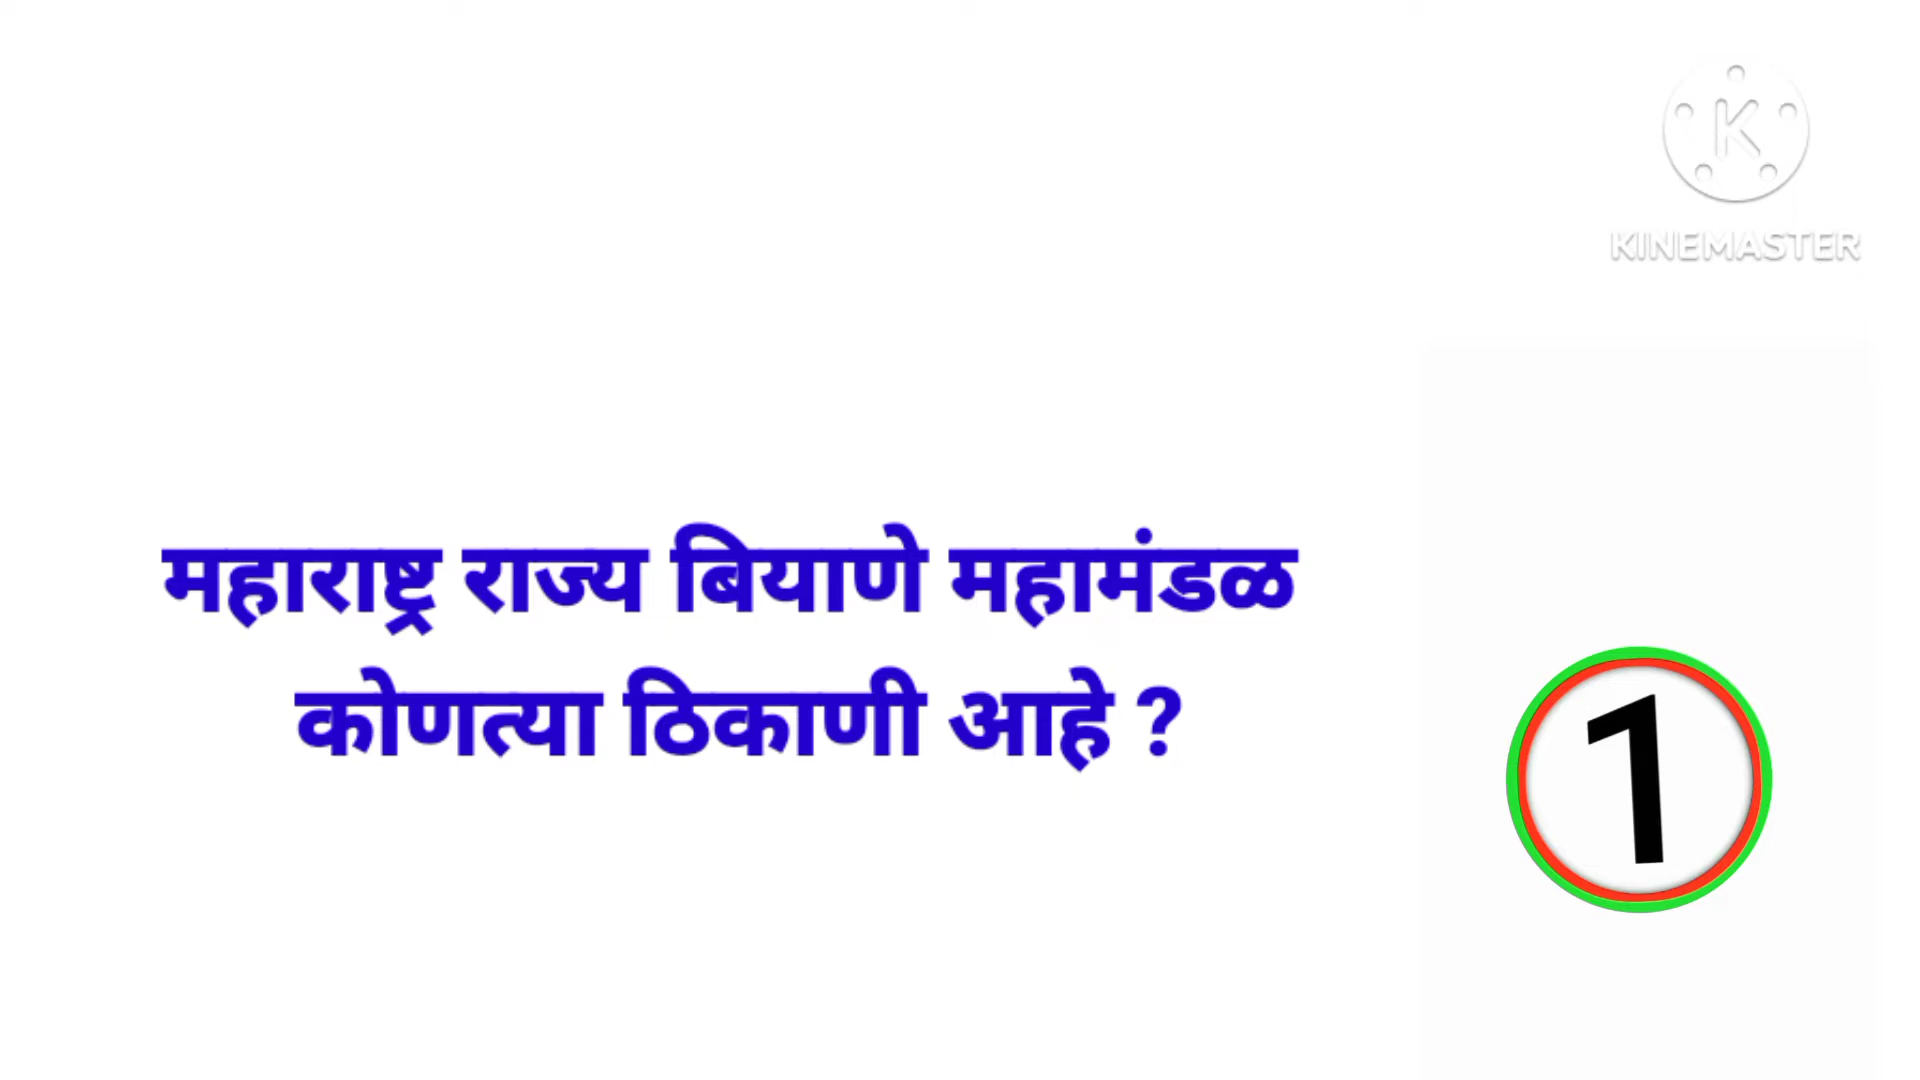 K
KINEMASTER
महाराष्ट्र राज्य बियाणे महामंडळ
कोणत्या ठिकाणी आहे ?
1